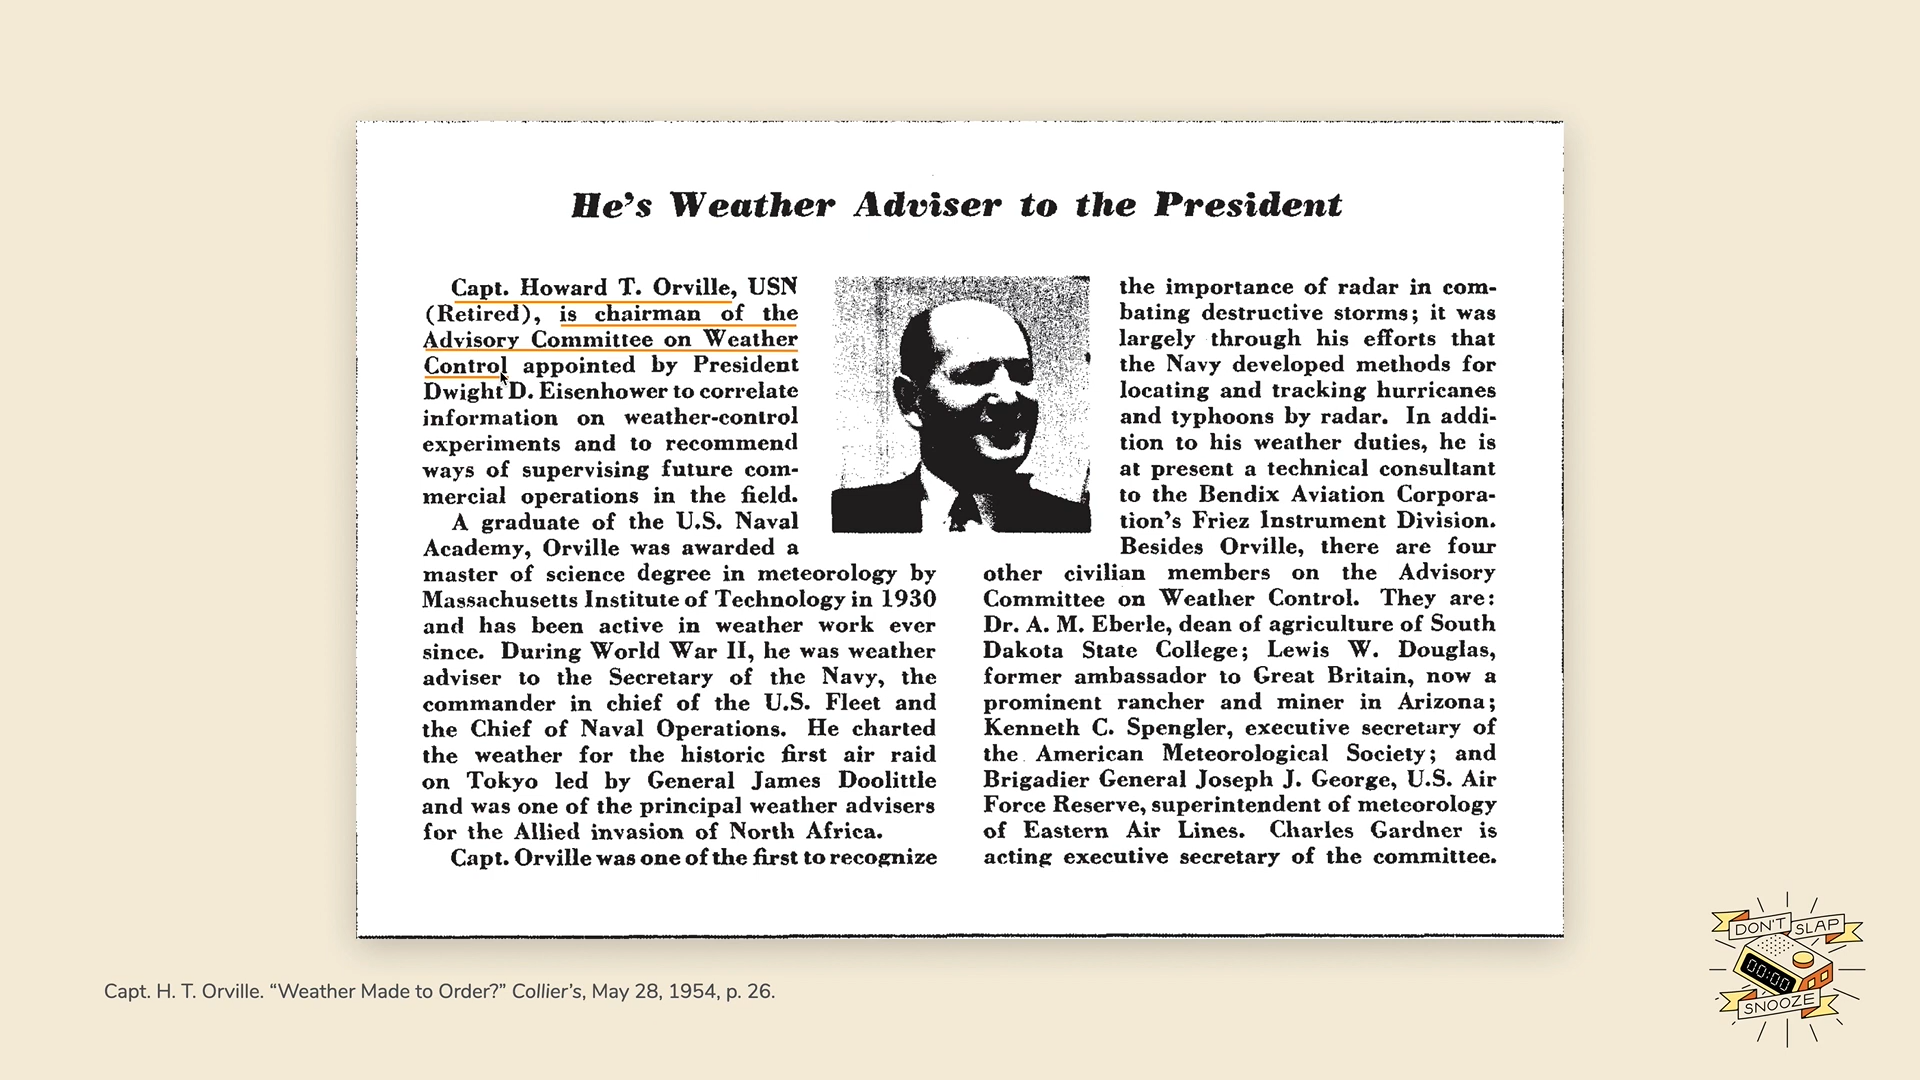 He's Weather Adviser to the President
Capt. Howard T. Orville, USN
(Retired), is chairman of the
Advisory Committee on Weather
Control appointed by President
Dwight D. Eisenhower to correlate
information on weather-control
experiments and to recommend
ways of supervising future com-
mercial operations in the field.
A graduate of the U.S. Naval
Academy, Orville was awarded a
master of science degree in meteorology by
Massachusetts Institute of Technology in 1930
and has been active in weather work ever
since. During World War II, he was weather
adviser to the Secretary of the Navy, the
commander in chief of the U.S. Fleet and
the Chief of Naval Operations. He charted
the weather for the historic first air raid
on Tokyo led by General James Doolittle
and was one of the principal weather advisers
for the Allied invasion of North Africa.
Capt. Orville was one of the first to recognize
the importance of radar in com-
bating destructive storms; it was
largely through his efforts that
the Navy developed methods for
locating and tracking hurricanes
and typhoons by radar. In addi-
tion to his weather duties, he is
at present a technical consultant
to the Bendix Aviation Corpora-
tion's Friez Instrument Division.
Besides Orville, there are four
other civilian members on the Advisory
Committee on Weather Control. They are:
Dr. A. M. Eberle, dean of agriculture of South
Dakota State College; Lewis W. Douglas,
former ambassador to Great Britain, now a
prominent rancher and miner in Arizona;
Kenneth C. Spengler, executive secretary of
the American Meteorological Society; and
Brigadier General Joseph J. George, U.S. Air
Force Reserve, superintendent of meteorology
of Eastern Air Lines. Charles Gardner is
acting executive secretary of the committee.
Capt. H. T. Orville. “Weather Made to Order?” Collier’s, May 28, 1954, p. 26.
DON'T SLAP
00:00
SNOOZE